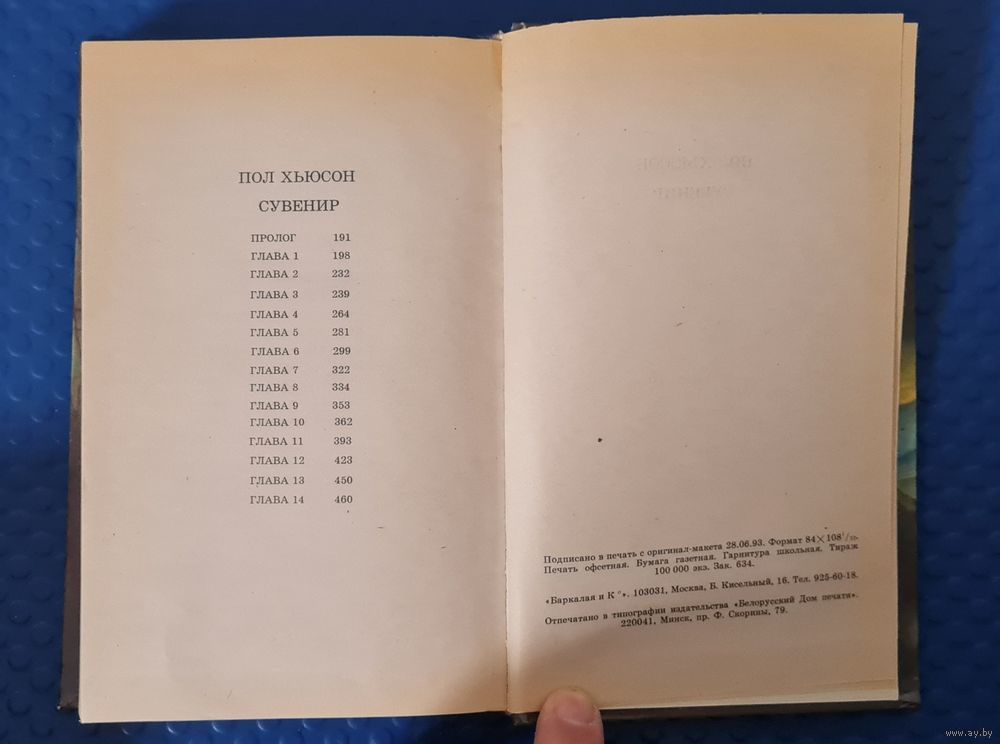 ПОЛ ХЬЮСОН
СУВЕНИР
ПРОЛОГ 191
ГЛАВА 1 198
ГЛАВА 2 232
ГЛАВА 3 239
ГЛАВА 4 264
ГЛАВА 5 281
ГЛАВА 6 299
ГЛАВА 7 322
ГЛАВА 8 334
ГЛАВА 9 353
ГЛАВА 10 362
ГЛАВА 11 393
ГЛАВА 12 423
ГЛАВА 13 450
ГЛАВА 14 460
Подписано в печать с оригинал-макета 28.06.93. Формат 84×108¹/₃₂.
Печать офсетная. Бумага газетная. Гарнитура школьная. Тираж
100 000 экз. Зак. 634.
«Баркалая и К°». 103031, Москва, Б. Кисельный, 16. Тел. 925-60-18.
Отпечатано в типографии издательства «Белорусский Дом печати».
220041, Минск, пр. Ф. Скорины, 79.
www.ay.by